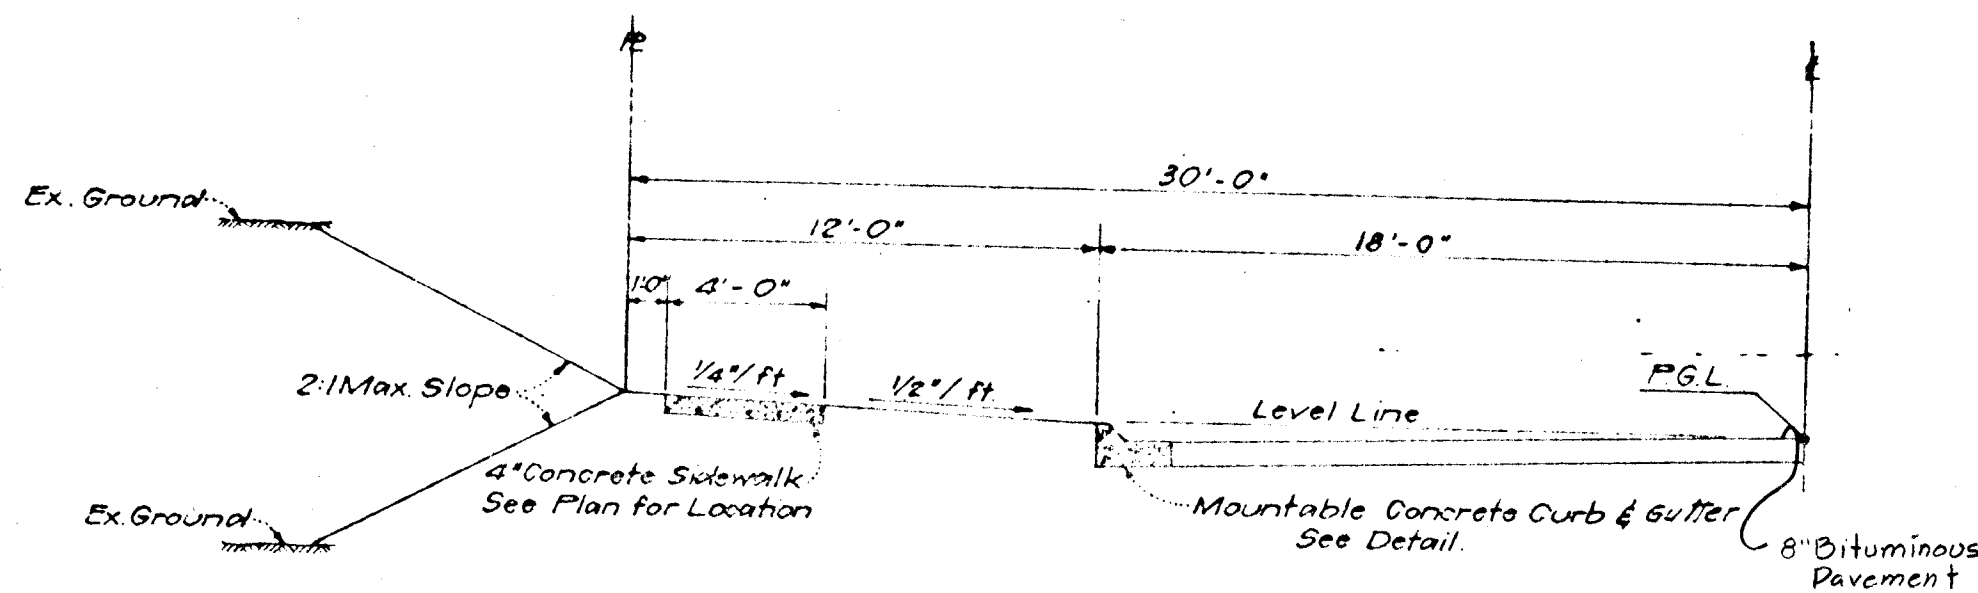 ℄
30'-0"
Ex. Ground
12'-0"
18'-0"
1'0"
4'-0"
1/4"/ft
1/2"/ft
P.G.L.
2:1 Max. Slope
Level Line
4" Concrete Sidewalk
See Plan for Location
Ex. Ground
Mountable Concrete Curb & Gutter
See Detail.
8" Bituminous
Pavement